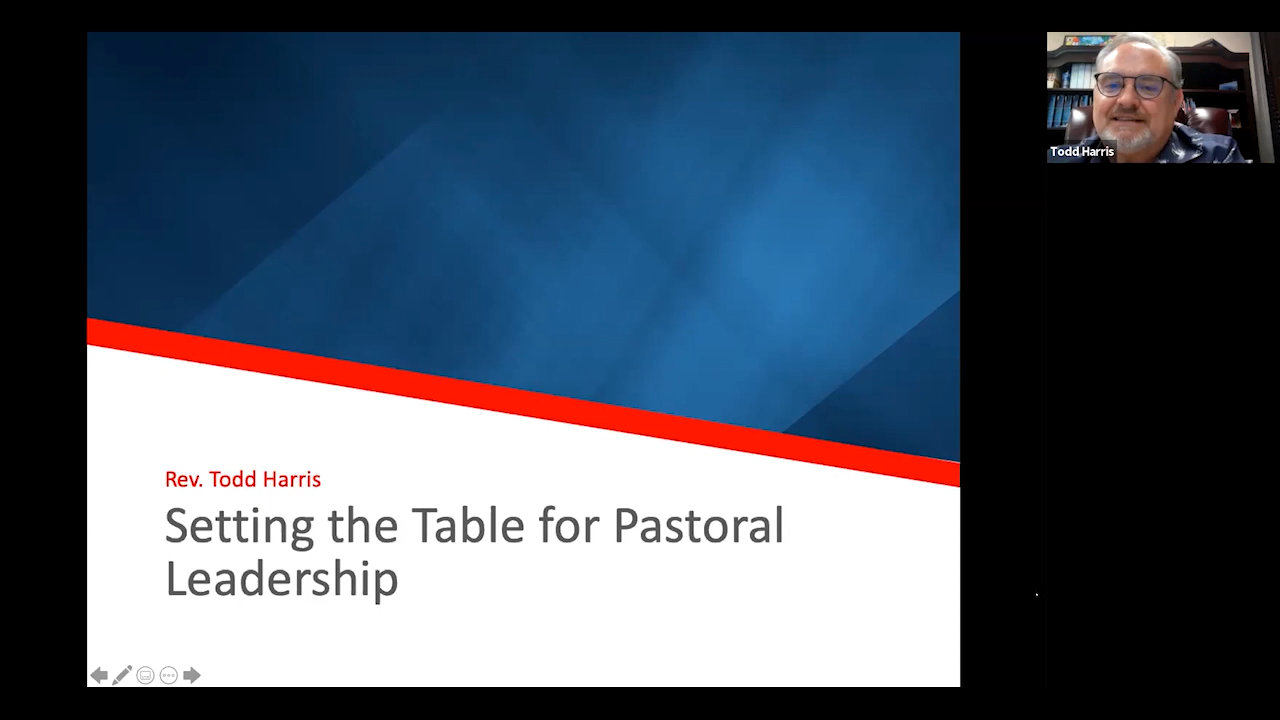 Rev. Todd Harris
Setting the Table for Pastoral
Leadership
Todd Harris